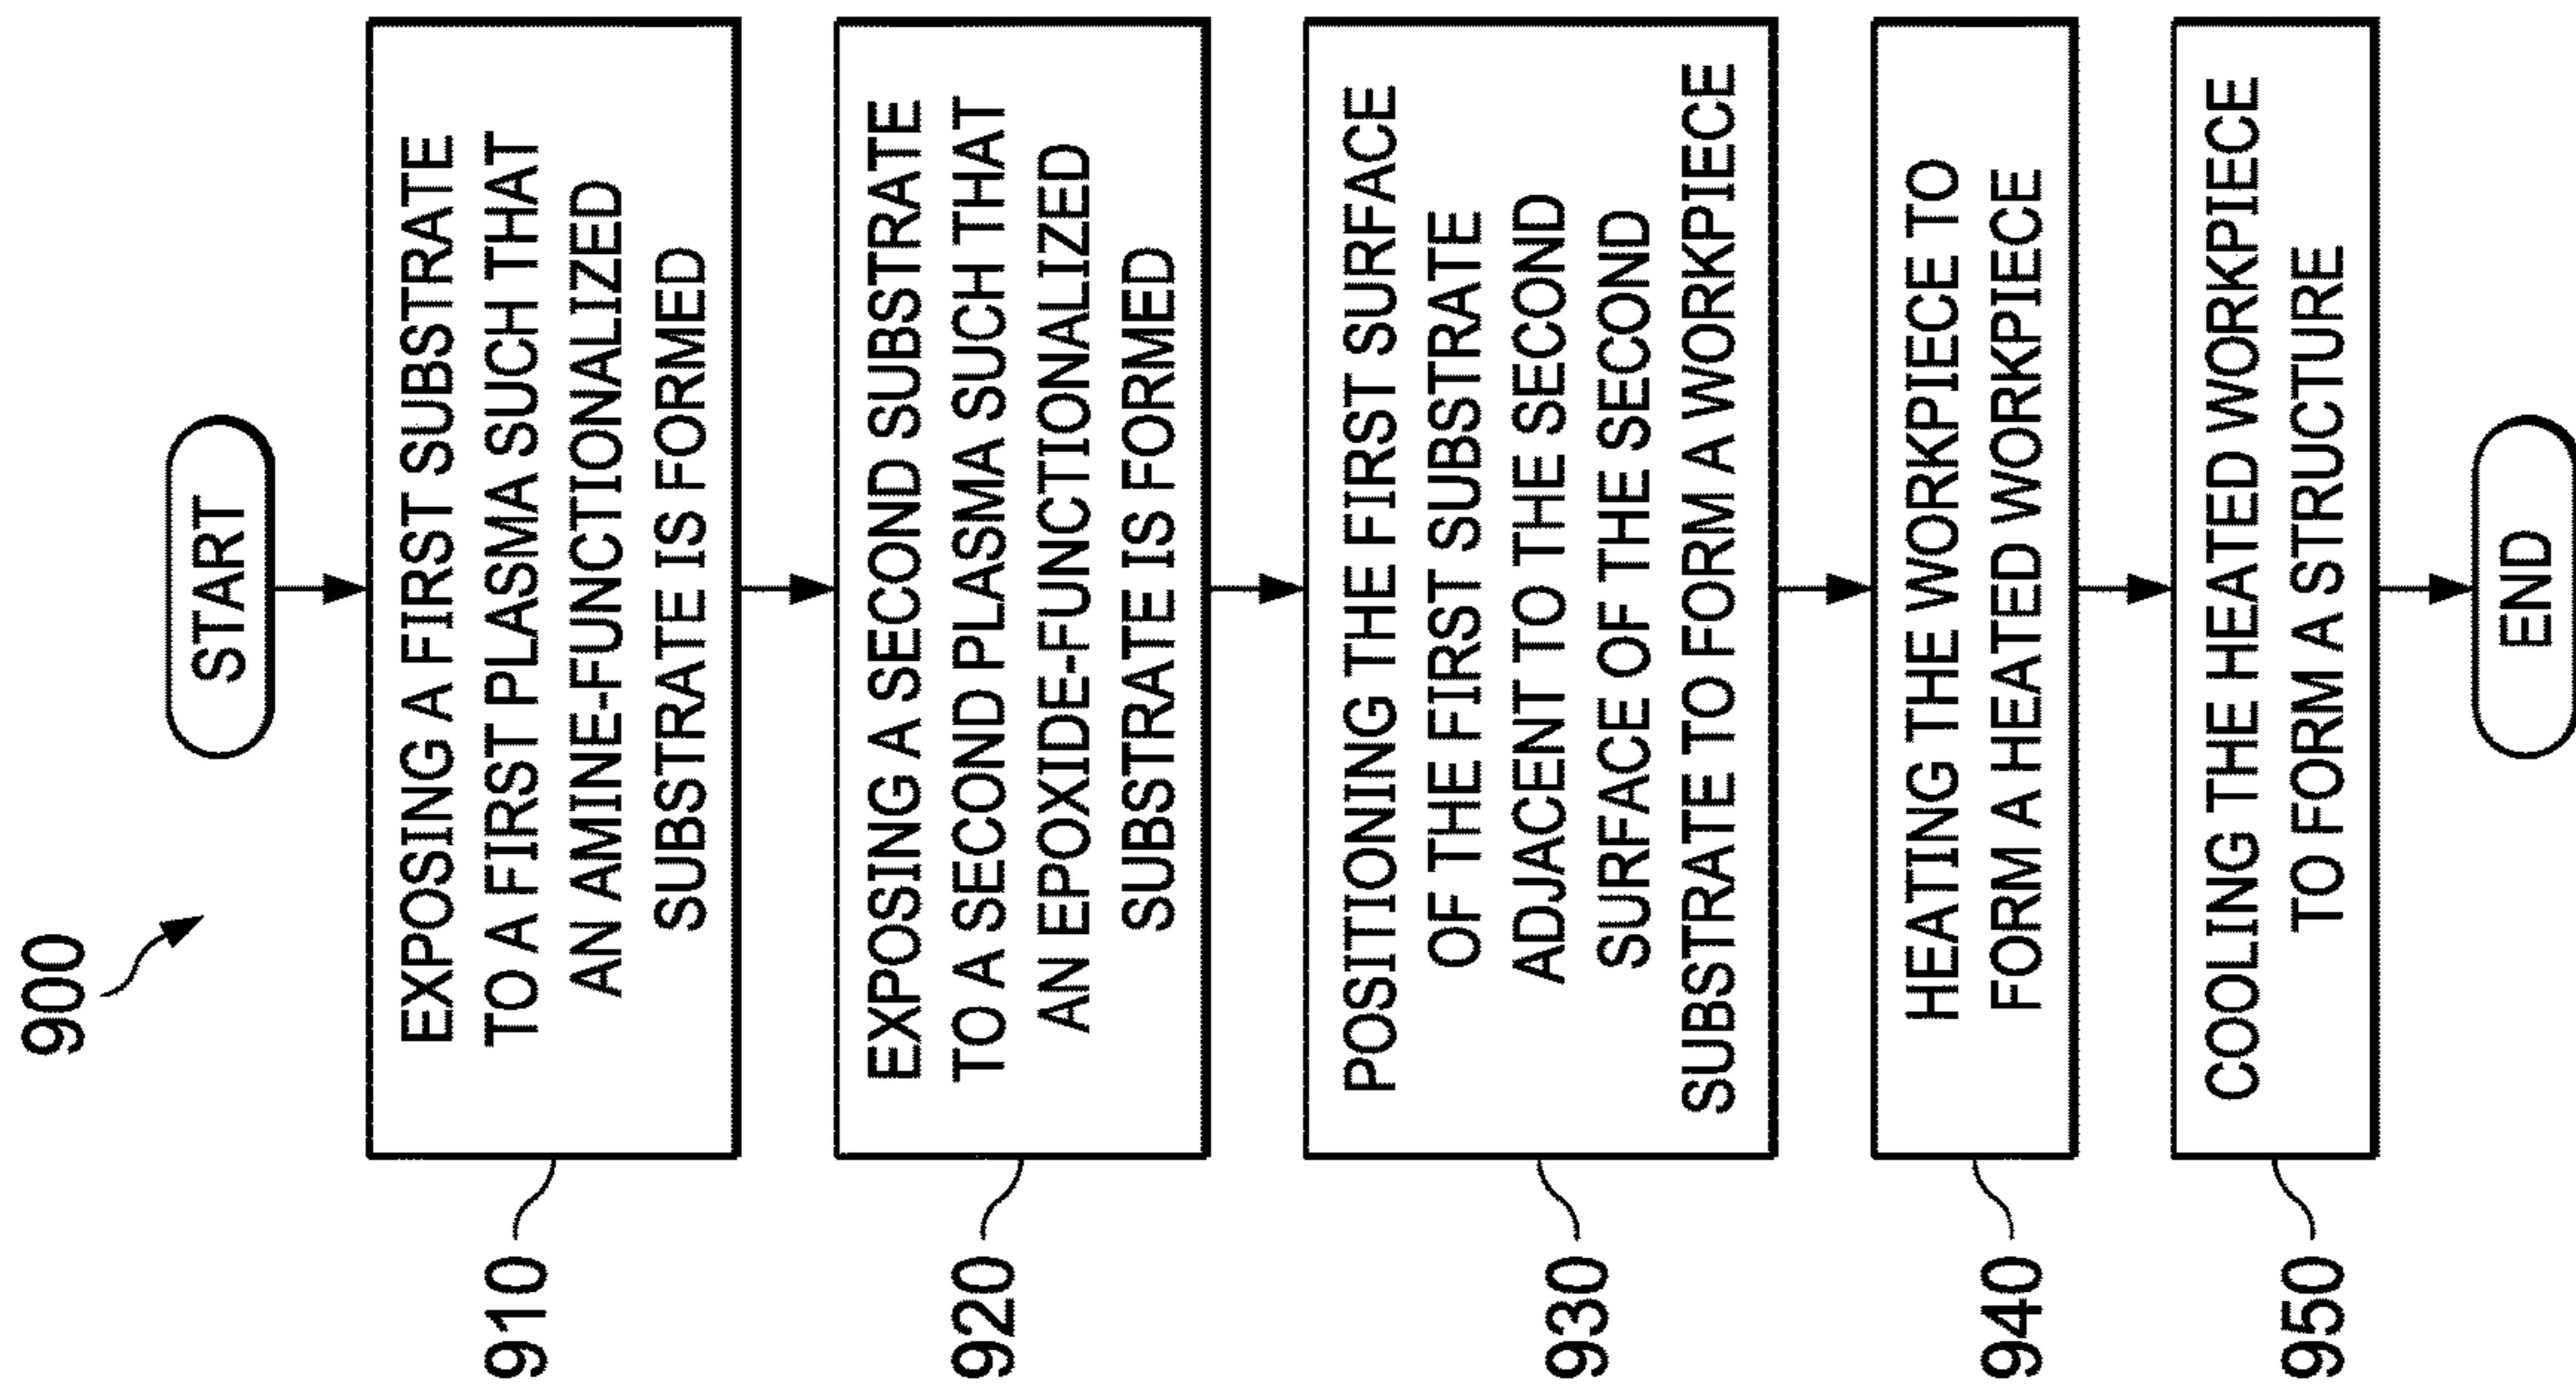 900
START
910
EXPOSING A FIRST SUBSTRATE
TO A FIRST PLASMA SUCH THAT
AN AMINE-FUNCTIONALIZED
SUBSTRATE IS FORMED
920
EXPOSING A SECOND SUBSTRATE
TO A SECOND PLASMA SUCH THAT
AN EPOXIDE-FUNCTIONALIZED
SUBSTRATE IS FORMED
930
POSITIONING THE FIRST SURFACE
OF THE FIRST SUBSTRATE
ADJACENT TO THE SECOND
SURFACE OF THE SECOND
SUBSTRATE TO FORM A WORKPIECE
940
HEATING THE WORKPIECE TO
FORM A HEATED WORKPIECE
950
COOLING THE HEATED WORKPIECE
TO FORM A STRUCTURE
END